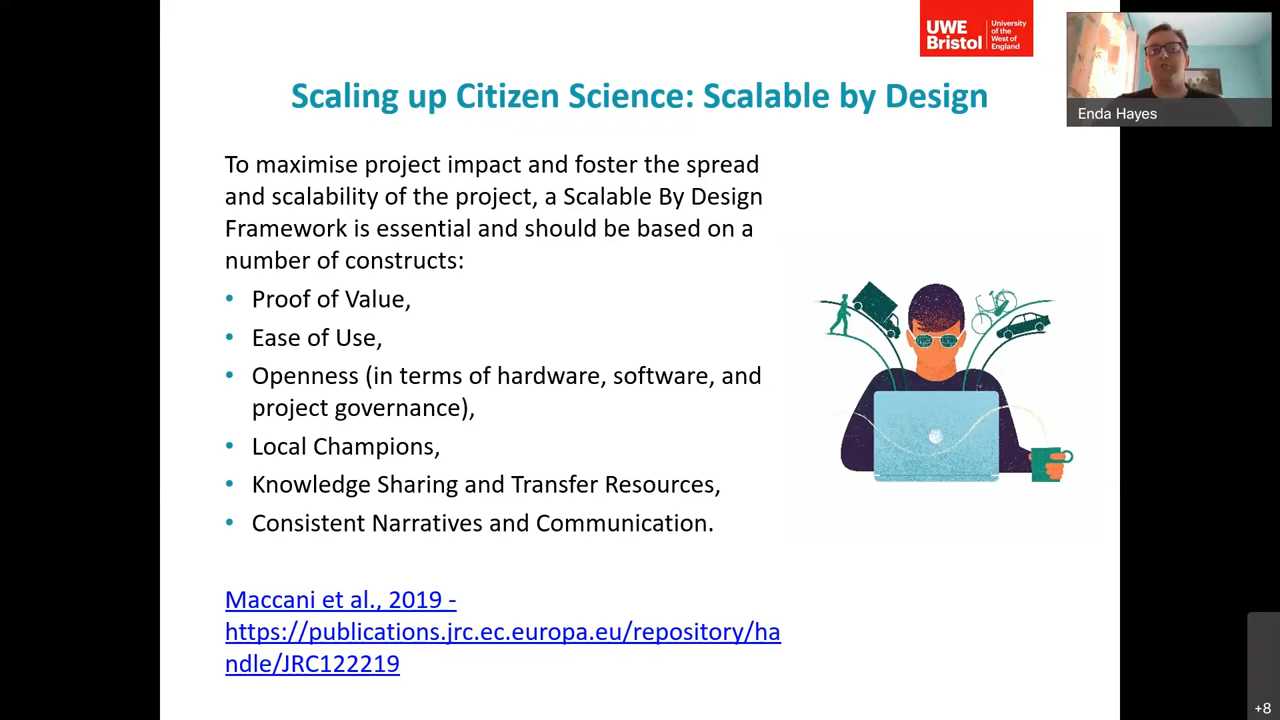 UWE
Bristol
University
of the
West of
England
Enda Hayes
Scaling up Citizen Science: Scalable by Design
To maximise project impact and foster the spread
and scalability of the project, a Scalable By Design
Framework is essential and should be based on a
number of constructs:
• Proof of Value,
• Ease of Use,
• Openness (in terms of hardware, software, and
project governance),
• Local Champions,
• Knowledge Sharing and Transfer Resources,
• Consistent Narratives and Communication.
Maccani et al., 2019 -
https://publications.jrc.ec.europa.eu/repository/ha
ndle/JRC122219
+8